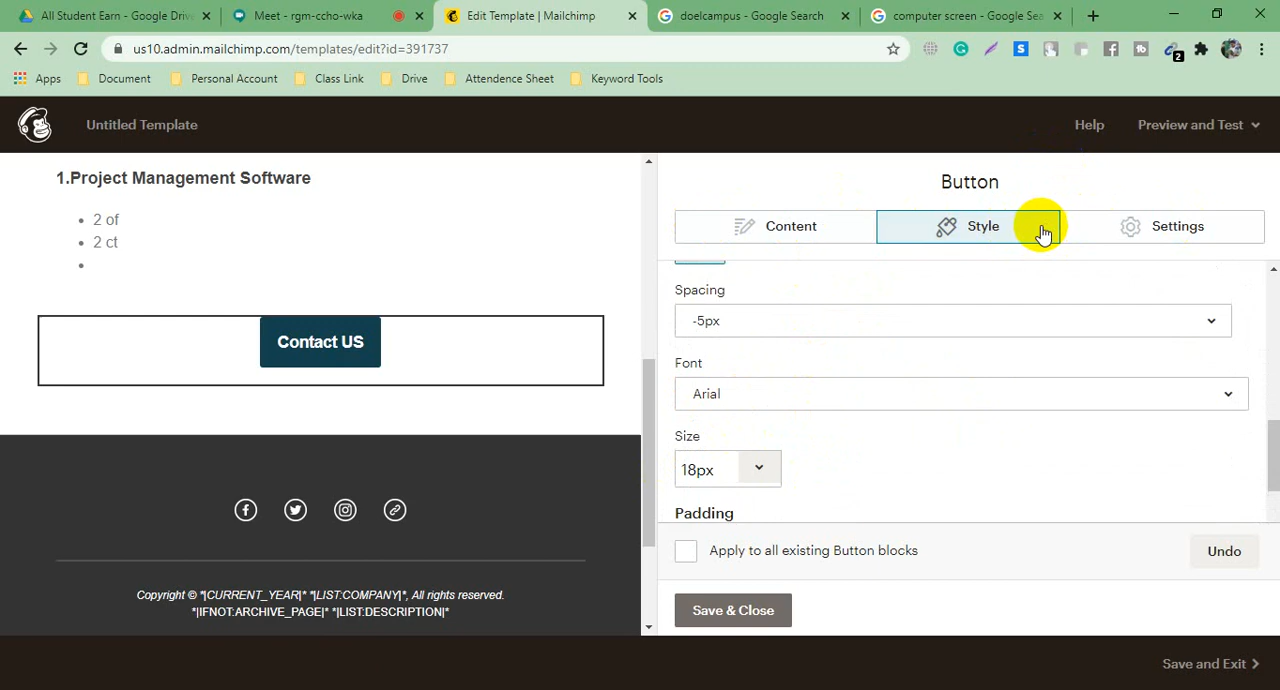 All Student Earn - Google Driv
Meet - rgm-ccho-wka
Edit Template | Mailchimp
doelcampus - Google Search
computer screen - Google Sea
us10.admin.mailchimp.com/templates/edit?id=391737
2
Apps
Document
Personal Account
Class Link
Drive
Attendence Sheet
Keyword Tools
Untitled Template
Help
Preview and Test
1.Project Management Software
• 2 of
• 2 ct
•
Contact US
Copyright © *|CURRENT_YEAR|* *|LIST:COMPANY|*, All rights reserved.
*|IFNOT:ARCHIVE_PAGE|* *|LIST:DESCRIPTION|*
Button
Content
Style
Settings
Spacing
-5px
Font
Arial
Size
18px
Padding
Apply to all existing Button blocks
Undo
Save & Close
Save and Exit